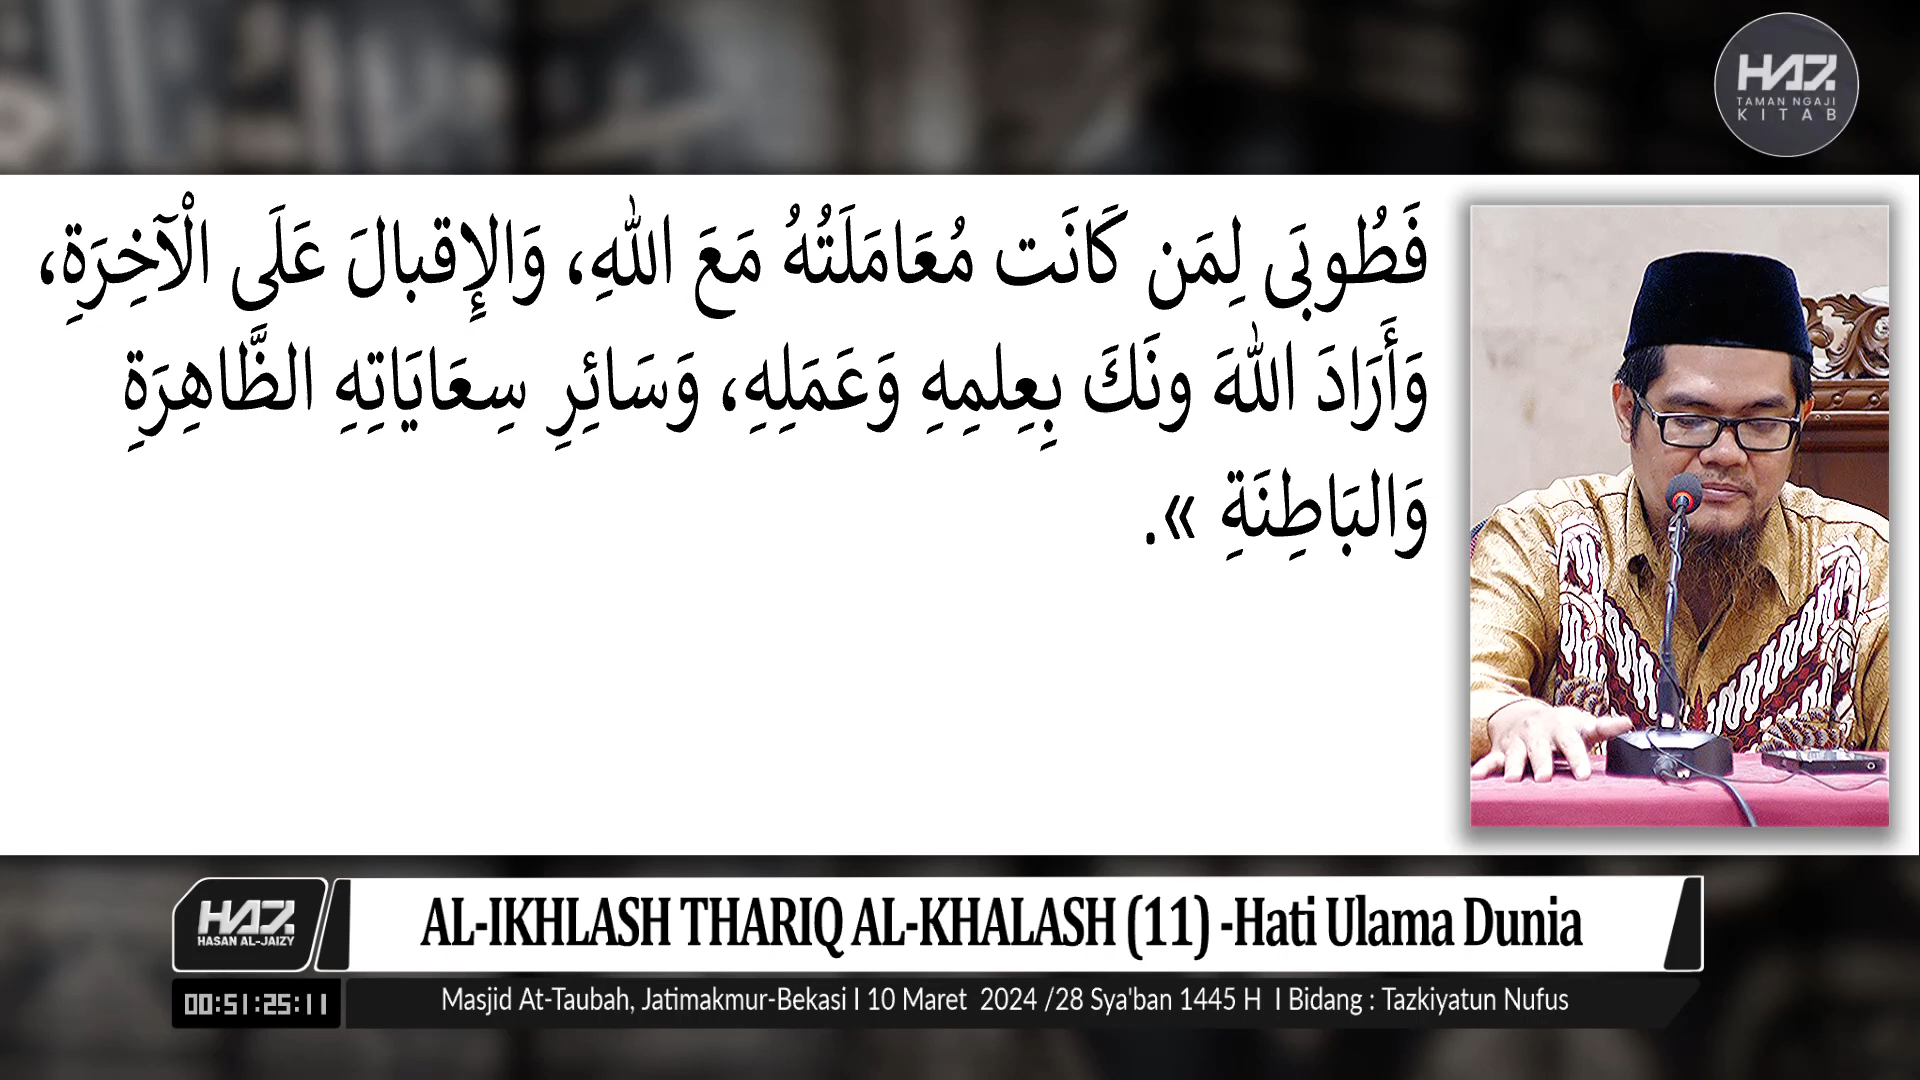 HAZ.
TAMAN NGAJI
KITAB
فَطُوبَى لِمَن كَانَت مُعَامَلَتُهُ مَعَ اللهِ، وَالإِقبالَ عَلَى الْآخِرَةِ،
وَأَرَادَ اللهَ ونَكَ بِعِلمِهِ وَعَمَلِهِ، وَسَائِرِ سِعَايَاتِهِ الظَّاهِرَةِ
وَالبَاطِنَةِ ».
HAZ.
HASAN AL-JAIZY
AL-IKHLASH THARIQ AL-KHALASH (11) -Hati Ulama Dunia
00:51:25:11
Masjid At-Taubah, Jatimakmur-Bekasi I 10 Maret 2024 /28 Sya'ban 1445 H I Bidang : Tazkiyatun Nufus